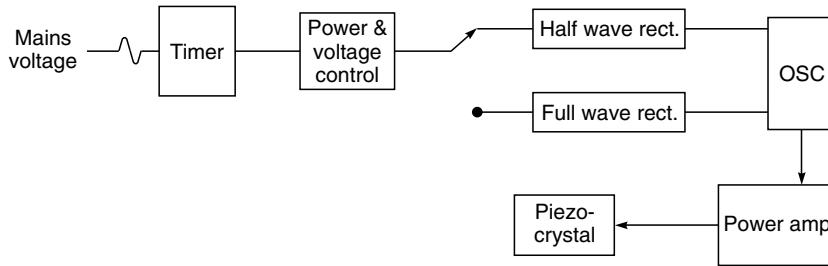 Mains
voltage
Timer
Power &
voltage
control
Half wave rect.
Full wave rect.
OSC
Power amp
Piezo-
crystal